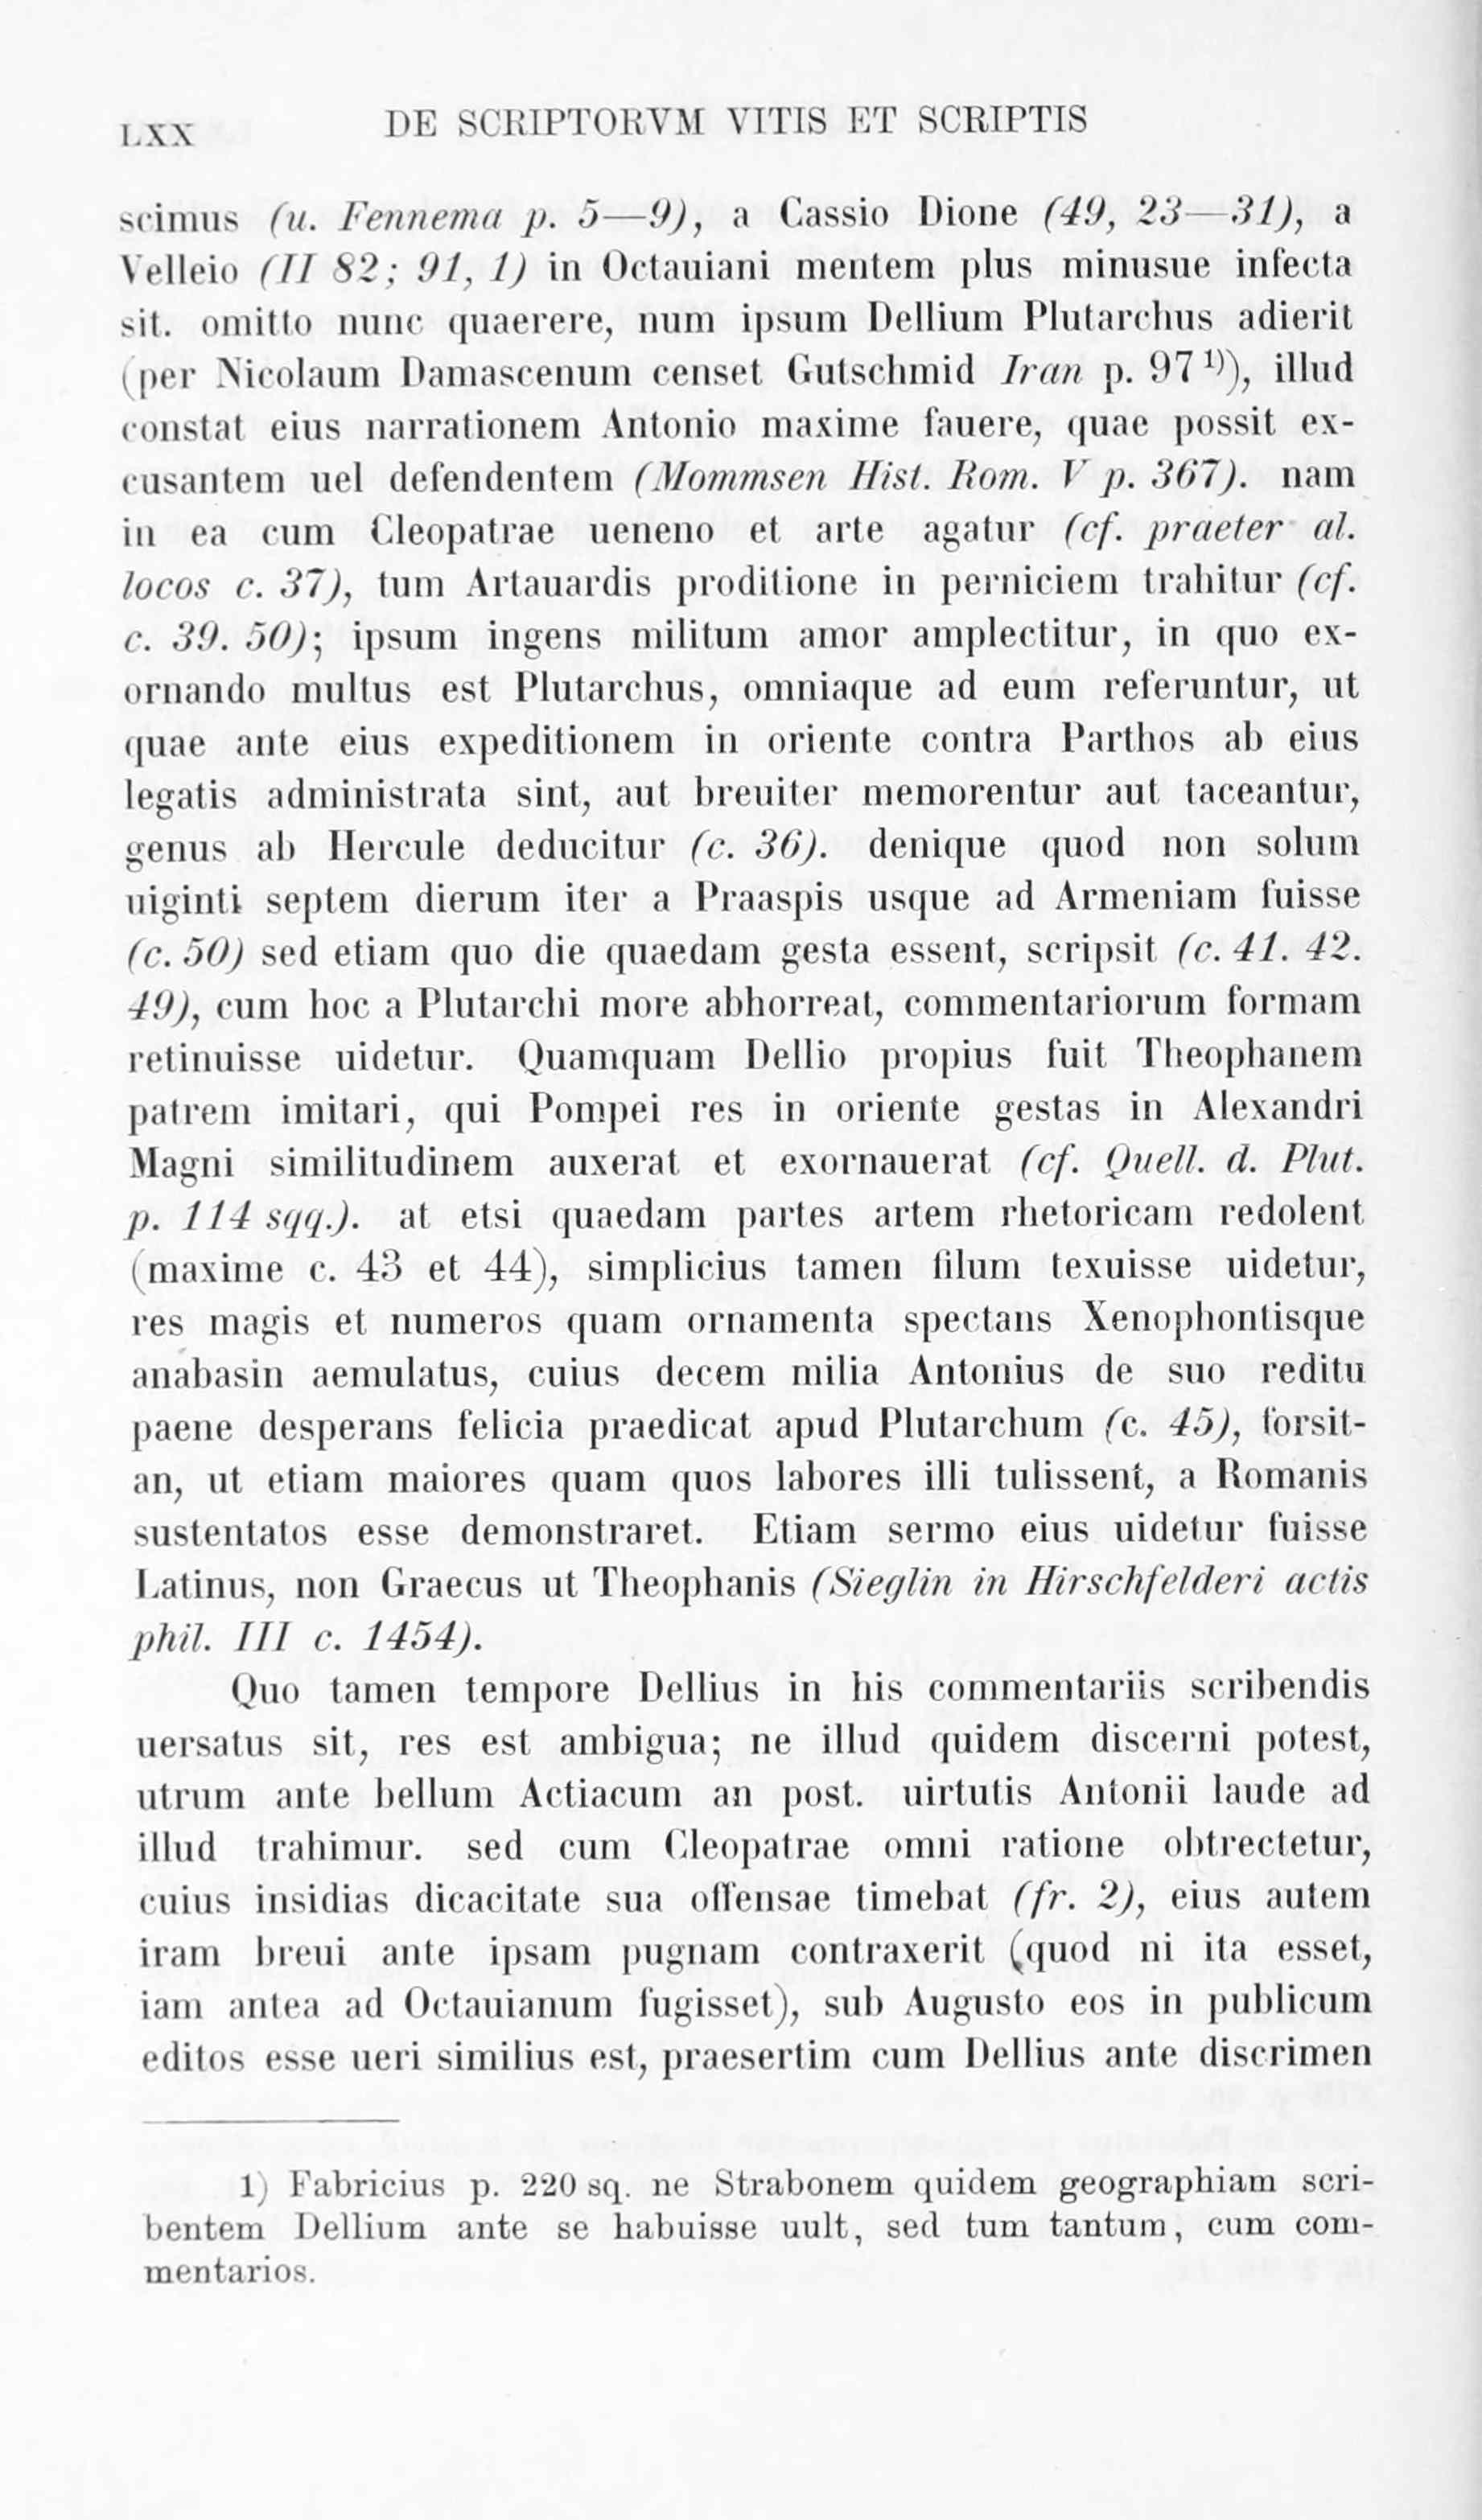 LXX DE SCRIPTORVM VITIS ET SCRIPTIS
scimus (u. Fennema p. 5—9), a Cassio Dione (49, 23—31), a
Velleio (II 82; 91, 1) in Octauiani mentem plus minusue infecta
sit. omitto nunc quaerere, num ipsum Dellium Plutarchus adierit
(per Nicolaum Damascenum censet Gutschmid Iran p. 97 1)), illud
constat eius narrationem Antonio maxime fauere, quae possit ex-
cusantem uel defendentem (Mommsen Hist. Rom. V p. 367). nam
in ea cum Cleopatrae ueneno et arte agatur (cf. praeter al.
locos c. 37), tum Artauardis proditione in perniciem trahitur (cf.
c. 39. 50); ipsum ingens militum amor amplectitur, in quo ex-
ornando multus est Plutarchus, omniaque ad eum referuntur, ut
quae ante eius expeditionem in oriente contra Parthos ab eius
legatis administrata sint, aut breuiter memorentur aut taceantur,
genus ab Hercule deducitur (c. 36). denique quod non solum
uiginti septem dierum iter a Praaspis usque ad Armeniam fuisse
(c. 50) sed etiam quo die quaedam gesta essent, scripsit (c. 41. 42.
49), cum hoc a Plutarchi more abhorreat, commentariorum formam
retinuisse uidetur. Quamquam Dellio propius fuit Theophanem
patrem imitari, qui Pompei res in oriente gestas in Alexandri
Magni similitudinem auxerat et exornauerat (cf. Quell. d. Plut.
p. 114 sqq.). at etsi quaedam partes artem rhetoricam redolent
(maxime c. 43 et 44), simplicius tamen filum texuisse uidetur,
res magis et numeros quam ornamenta spectans Xenophontisque
anabasin aemulatus, cuius decem milia Antonius de suo reditu
paene desperans felicia praedicat apud Plutarchum (c. 45), forsit-
an, ut etiam maiores quam quos labores illi tulissent, a Romanis
sustentatos esse demonstraret. Etiam sermo eius uidetur fuisse
Latinus, non Graecus ut Theophanis (Sieglin in Hirschfelderi actis
phil. III c. 1454).
Quo tamen tempore Dellius in his commentariis scribendis
uersatus sit, res est ambigua; ne illud quidem discerni potest,
utrum ante bellum Actiacum an post. uirtutis Antonii laude ad
illud trahimur. sed cum Cleopatrae omni ratione obtrectetur,
cuius insidias dicacitate sua offensae timebat (fr. 2), eius autem
iram breui ante ipsam pugnam contraxerit (quod ni ita esset,
iam antea ad Octauianum fugisset), sub Augusto eos in publicum
editos esse ueri similius est, praesertim cum Dellius ante discrimen
1) Fabricius p. 220 sq. ne Strabonem quidem geographiam scri-
bentem Dellium ante se habuisse uult, sed tum tantum, cum com-
mentarios.